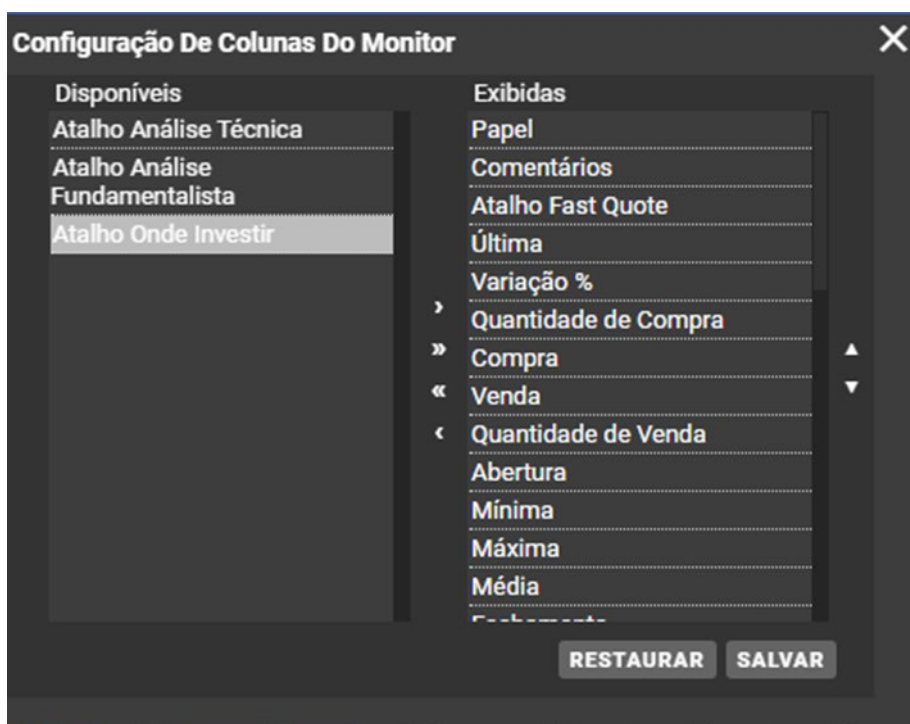 Configuração De Colunas Do Monitor
Disponíveis
Atalho Análise Técnica
Atalho Análise
Fundamentalista
Atalho Onde Investir
Exibidas
Papel
Comentários
Atalho Fast Quote
Última
Variação %
Quantidade de Compra
Compra
Venda
Quantidade de Venda
Abertura
Mínima
Máxima
Média
RESTAURAR
SALVAR